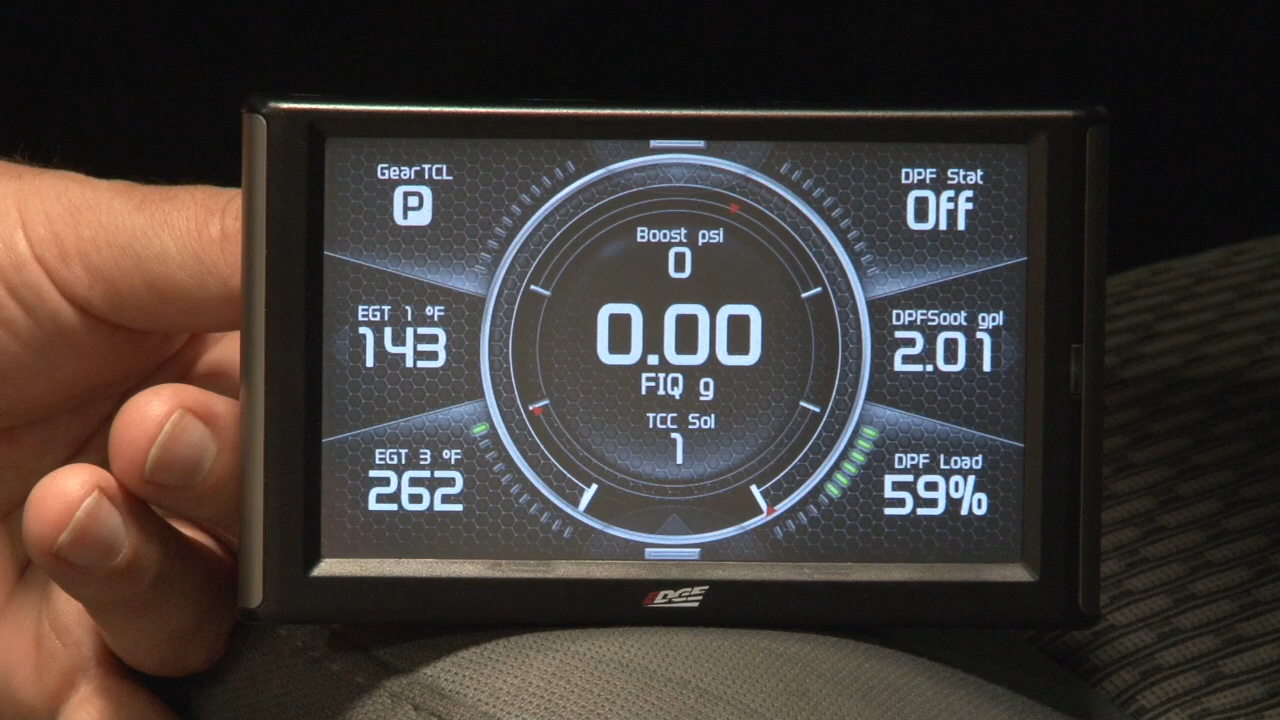 GearTCL
P
EGT 1 °F
143
EGT 3 °F
262
Boost psi
0
0.00
FIQ g
TCC Sol
1
DPF Stat
Off
DPFSoot gpl
2.01
DPF Load
59%
EDGE